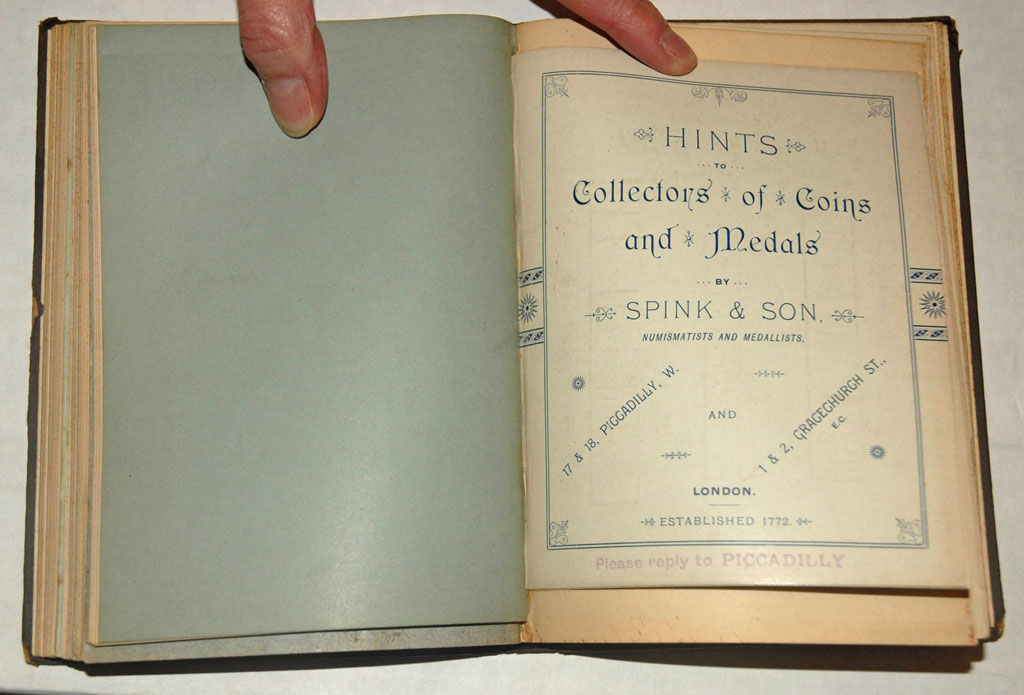 HINTS
TO
Collectors of Coins
and Medals
BY
SPINK & SON,
NUMISMATISTS AND MEDALLISTS,
17 & 18, PICCADILLY, W.
AND
1 & 2, GRACECHURCH ST.,
E.C.
LONDON.
ESTABLISHED 1772.
Please reply to PICCADILLY